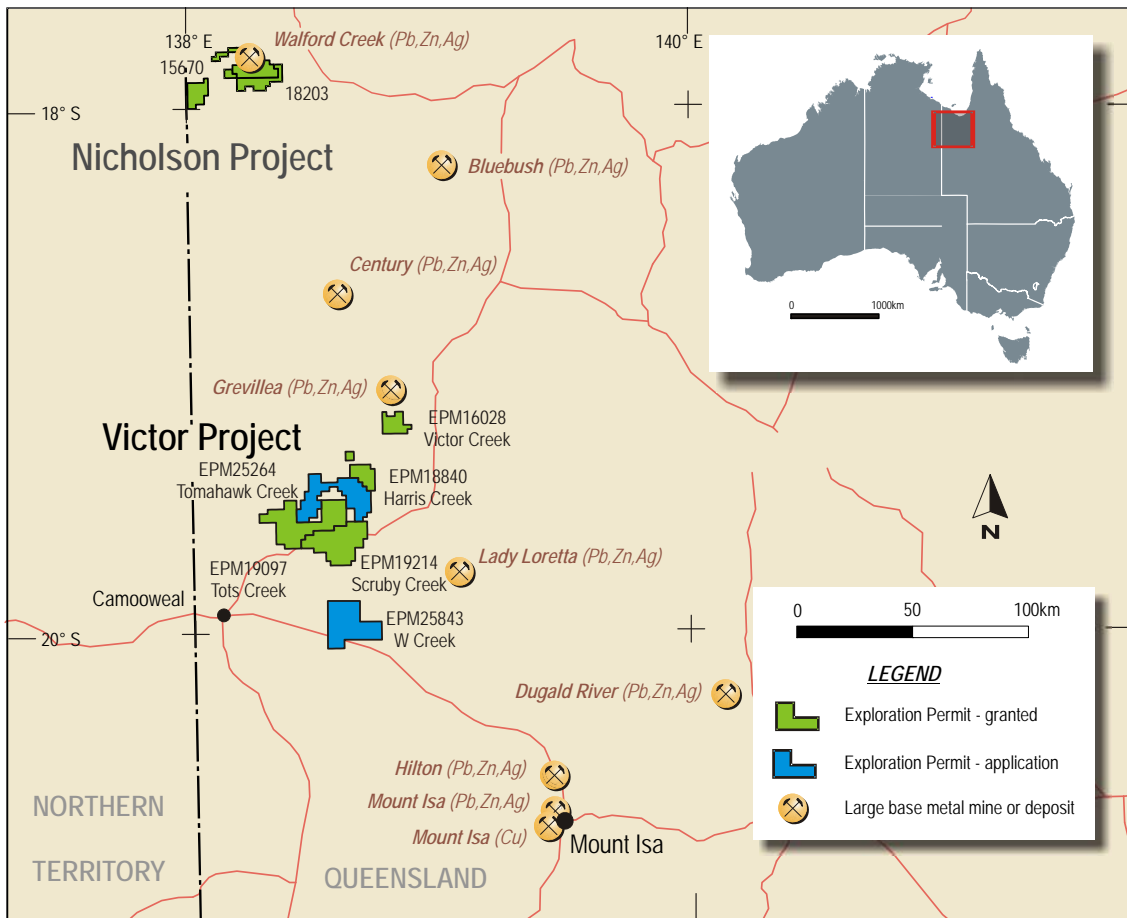 138° E
140° E
Walford Creek (Pb,Zn,Ag)
15670
18203
18° S
Nicholson Project
Bluebush (Pb,Zn,Ag)
Century (Pb,Zn,Ag)
0
1000km
Grevillea (Pb,Zn,Ag)
EPM16028
Victor Creek
Victor Project
EPM25264
Tomahawk Creek
EPM18840
Harris Creek
N
Lady Loretta (Pb,Zn,Ag)
EPM19097
Tots Creek
EPM19214
Scruby Creek
Camooweal
EPM25843
W Creek
20° S
0
50
100km
LEGEND
Exploration Permit - granted
Exploration Permit - application
Large base metal mine or deposit
Dugald River (Pb,Zn,Ag)
Hilton (Pb,Zn,Ag)
Mount Isa (Pb,Zn,Ag)
Mount Isa (Cu)
Mount Isa
NORTHERN
TERRITORY
QUEENSLAND